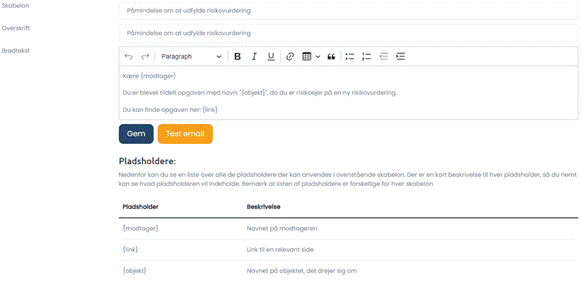 Skabelon
Påmindelse om at udfylde risikovurdering
Overskrift
Påmindelse om at udfylde risikovurdering
Brødtekst
Paragraph B I U
Kære {modtager}
Du er blevet tildelt opgaven med navn: "{objekt}", da du er risikoejer på en ny risikovurdering.
Du kan finde opgaven her: {link}
Gem Test email
Pladsholdere:
Nedenfor kan du se en liste over alle de pladsholdere der kan anvendes i ovenstående skabelon. Der er en kort beskrivelse til hver pladsholder, så du nemt
kan se hvad pladsholderen vil indeholde. Bemærk at listen af pladsholdere er forskellige for hver skabelon.
Pladsholder Beskrivelse
{modtager} Navnet på modtageren
{link} Link til en relevant side
{objekt} Navnet på objektet, det drejer sig om